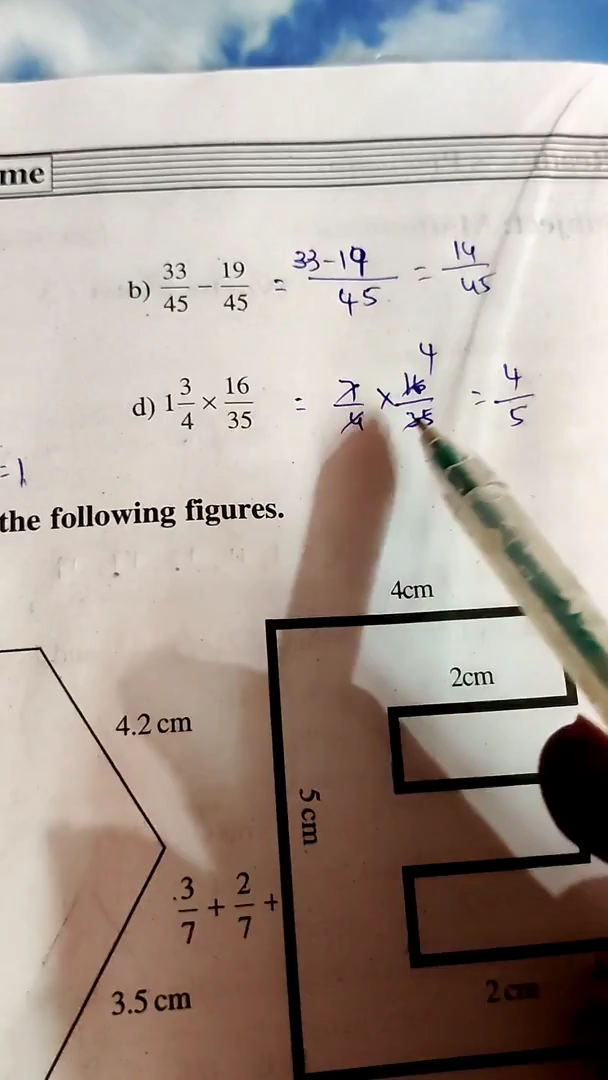 me
b) 33/45 − 19/45 = 33-19/45 = 14/45
d) 1 3/4 × 16/35 = 7/4 × 16/35 4 = 4/5
=1
the following figures.
4cm
2cm
4.2 cm
5 cm
3/7 + 2/7 +
3.5 cm
2 cm